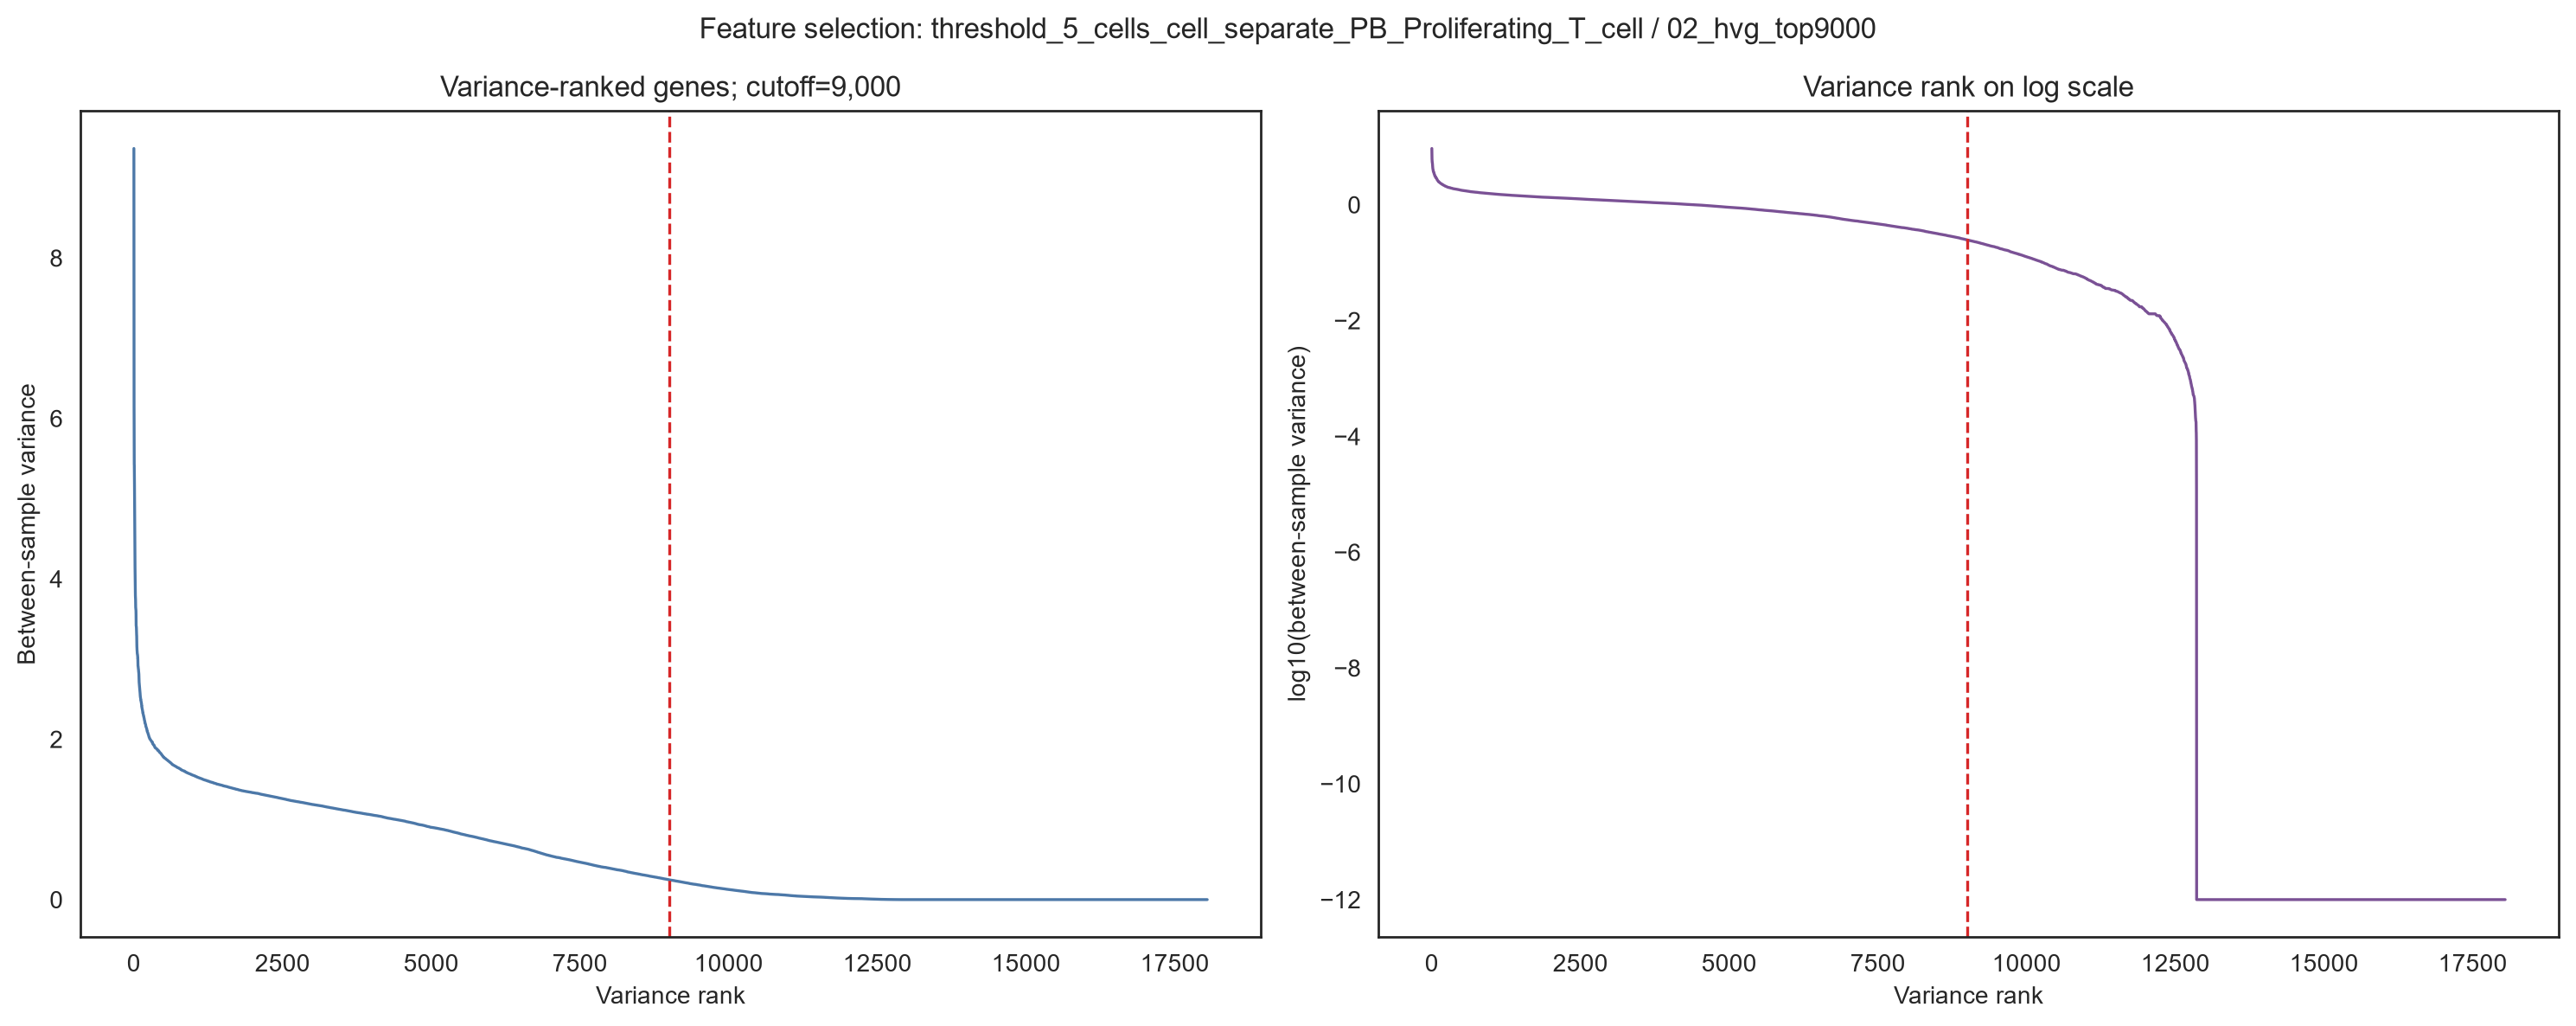 Feature selection: threshold_5_cells_cell_separate_PB_Proliferating_T_cell / 02_hvg_top9000
Variance-ranked genes; cutoff=9,000
Between-sample variance
8
6
4
2
0
0 2500 5000 7500 10000 12500 15000 17500
Variance rank
Variance rank on log scale
log10(between-sample variance)
0
−2
−4
−6
−8
−10
−12
0 2500 5000 7500 10000 12500 15000 17500
Variance rank